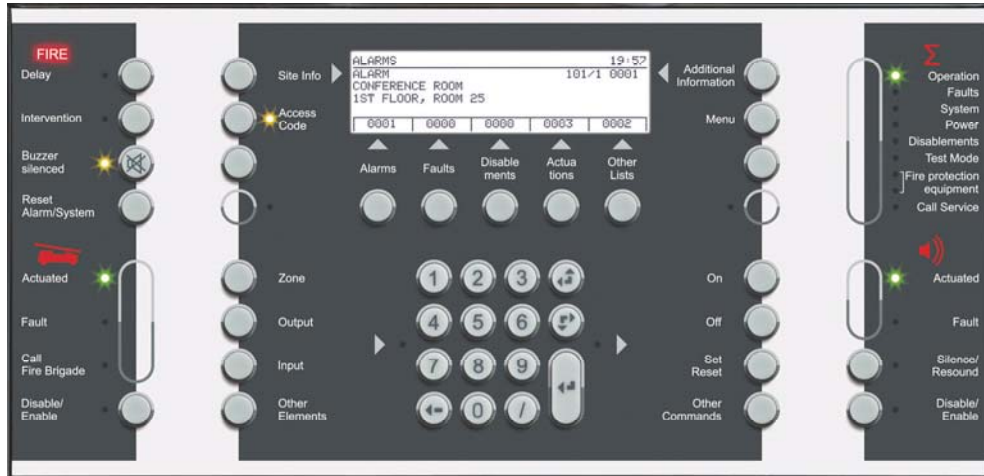 FIRE
Delay
Intervention
Buzzer
silenced
Reset
Alarm/System
Actuated
Fault
Call
Fire Brigade
Disable/
Enable
Site Info
Access
Code
ALARMS 19:57
ALARM 101/1 0001
CONFERENCE ROOM
1ST FLOOR, ROOM 25
0001 0000 0000 0003 0002
Alarms
Faults
Disable
ments
Actua
tions
Other
Lists
Additional
Information
Menu
Zone
Output
Input
Other
Elements
1 2 3
4 5 6
7 8 9
0 /
On
Off
Set
Reset
Other
Commands
Σ
Operation
Faults
System
Power
Disablements
Test Mode
Fire protection
equipment
Call Service
Actuated
Fault
Silence/
Resound
Disable/
Enable